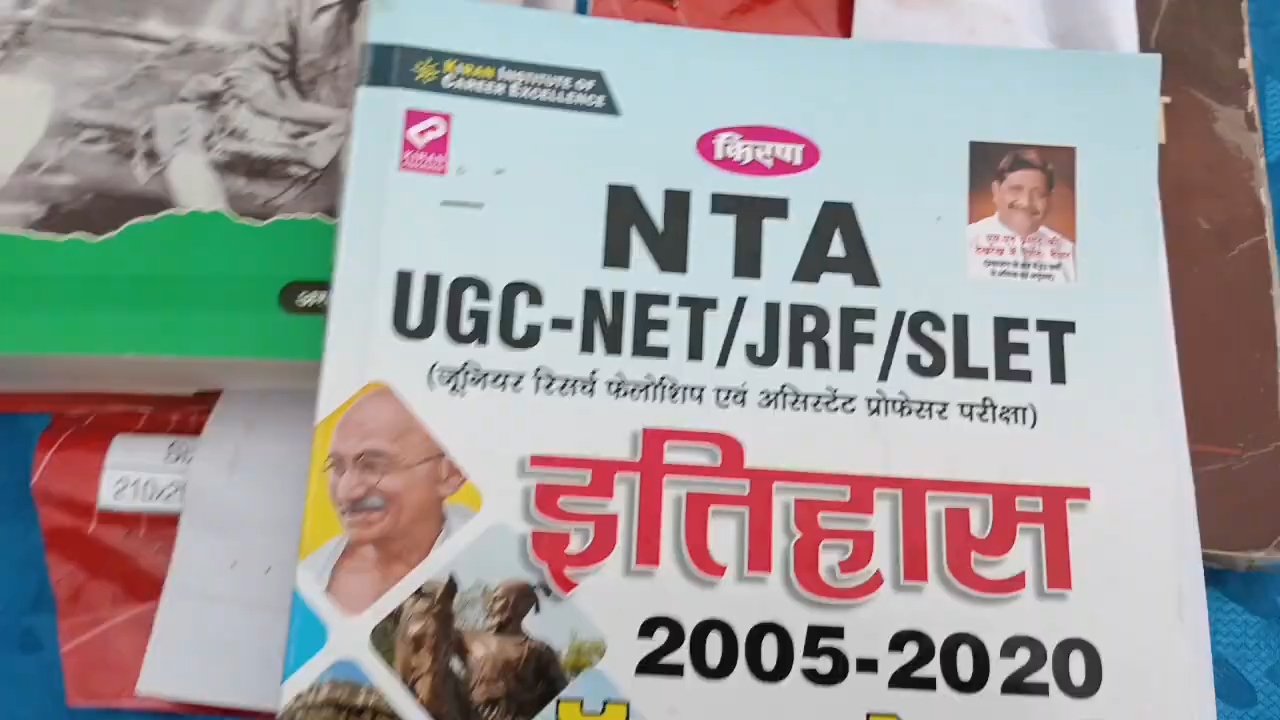 KIRAN INSTITUTE OF
CAREER EXCELLENCE
KIRAN
किरण
NTA
UGC-NET/JRF/SLET
(जूनियर रिसर्च फेलोशिप एवं असिस्टेंट प्रोफेसर परीक्षा)
इतिहास
2005-2020